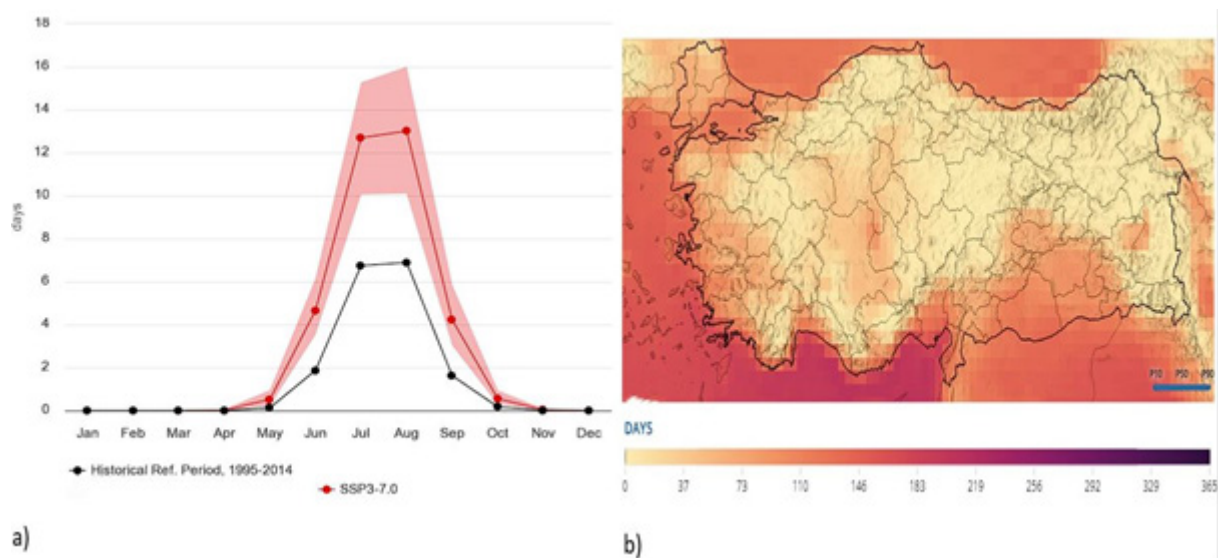 18
16
14
12
10
8
6
4
2
0
days
Jan Feb Mar Apr May Jun Jul Aug Sep Oct Nov Dec
Historical Ref. Period, 1995-2014
SSP3-7.0
a)
P10 P50 P90
DAYS
0 37 73 110 146 183 219 256 292 329 365
b)